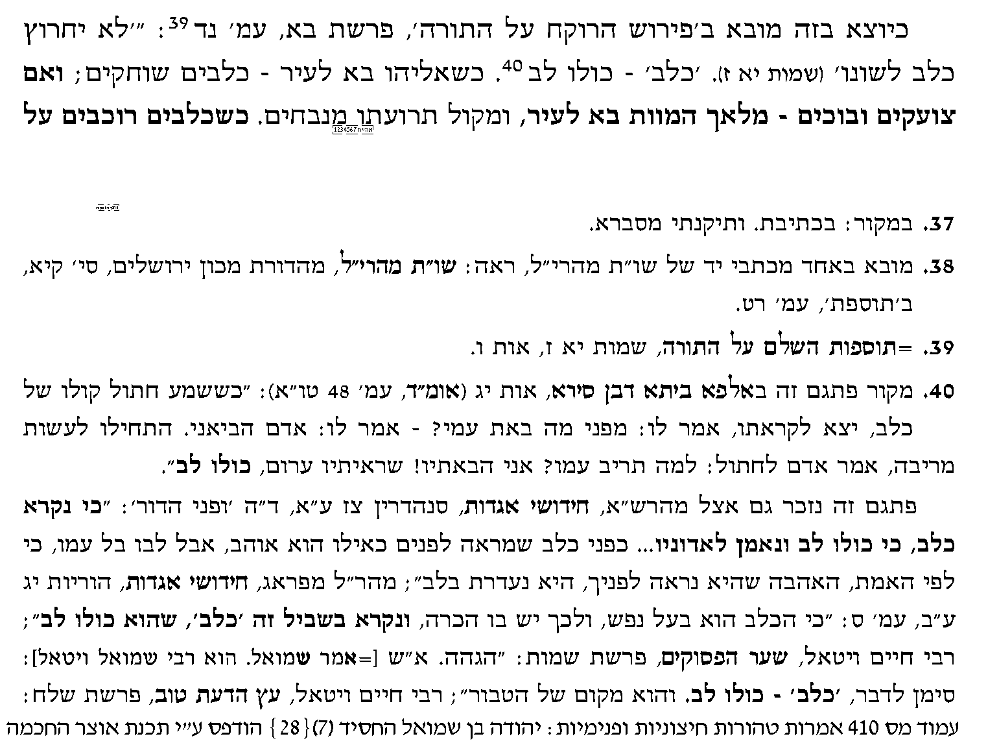 כיוצא בזה מובא ב'פירוש הרוקח על התורה', פרשת בא, עמ' נד39: "'לא יחרוץ
כלב לשונו' (שמות יא ז). 'כלב' - כולו לב40. כשאליהו בא לעיר - כלבים שוחקים; ואם
צועקים ובוכים - מלאך המוות בא לעיר, ומקול תרועתו מנבחים. כשכלבים רוכבים על
אח"ח 1234567
37. במקור: בכתיבת. ותיקנתי מסברא.
38. מובא באחד מכתבי יד של שו"ת מהרי"ל, ראה: שו"ת מהרי"ל, מהדורת מכון ירושלים, סי' קיא,
ב'תוספת', עמ' רט.
39. =תוספות השלם על התורה, שמות יא ז, אות ו.
40. מקור פתגם זה באלפא ביתא דבן סירא, אות יג (אומ"ד, עמ' 48 טו"א): "כששמע חתול קולו של
כלב, יצא לקראתו, אמר לו: מפני מה באת עמי? - אמר לו: אדם הביאני. התחילו לעשות
מריבה, אמר אדם לחתול: למה תריב עמו? אני הבאתיו! שראיתיו ערום, כולו לב".
פתגם זה נזכר גם אצל מהרש"א, חידושי אגדות, סנהדרין צז ע"א, ד"ה 'ופני הדור': "כי נקרא
כלב, כי כולו לב ונאמן לאדוניו... כפני כלב שמראה לפנים כאילו הוא אוהב, אבל לבו בל עמו, כי
לפי האמת, האהבה שהיא נראה לפניך, היא נעדרת בלב"; מהר"ל מפראג, חידושי אגדות, הוריות יג
ע"ב, עמ' ס: "כי הכלב הוא בעל נפש, ולכך יש בו הכרה, ונקרא בשביל זה 'כלב', שהוא כולו לב";
רבי חיים ויטאל, שער הפסוקים, פרשת שמות: "הגהה. א"ש [=אמר שמואל. הוא רבי שמואל ויטאל]:
סימן לדבר, 'כלב' - כולו לב. והוא מקום של הטבור"; רבי חיים ויטאל, עץ הדעת טוב, פרשת שלח:
עמוד מס 410 אמרות טהורות חיצוניות ופנימיות : יהודה בן שמואל החסיד (7){28} הודפס ע"י תכנת אוצר החכמה